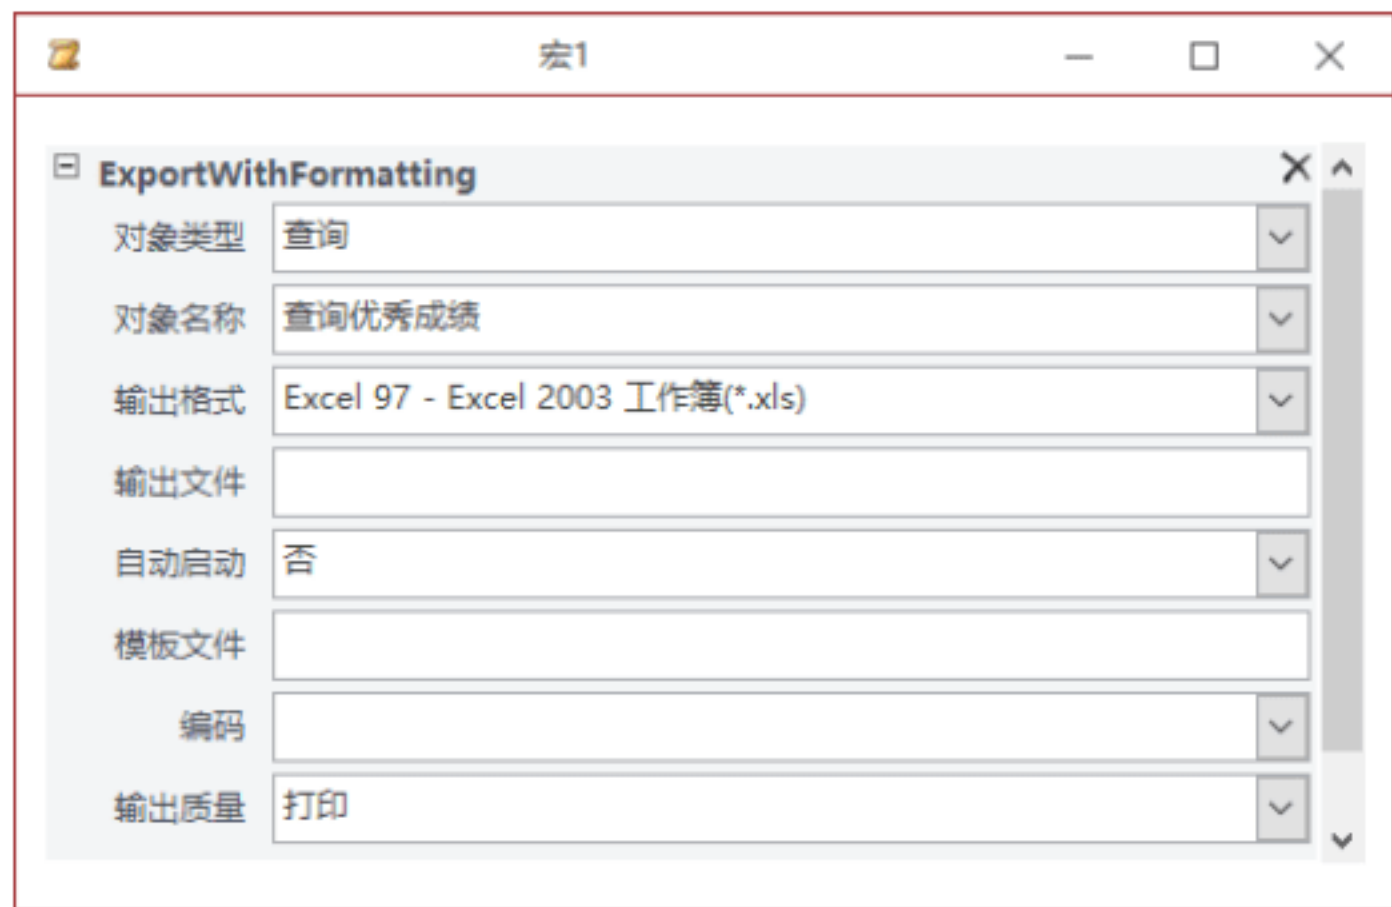 宏1
ExportWithFormatting
对象类型 查询
对象名称 查询优秀成绩
输出格式 Excel 97 - Excel 2003 工作簿(*.xls)
输出文件
自动启动 否
模板文件
编码
输出质量 打印